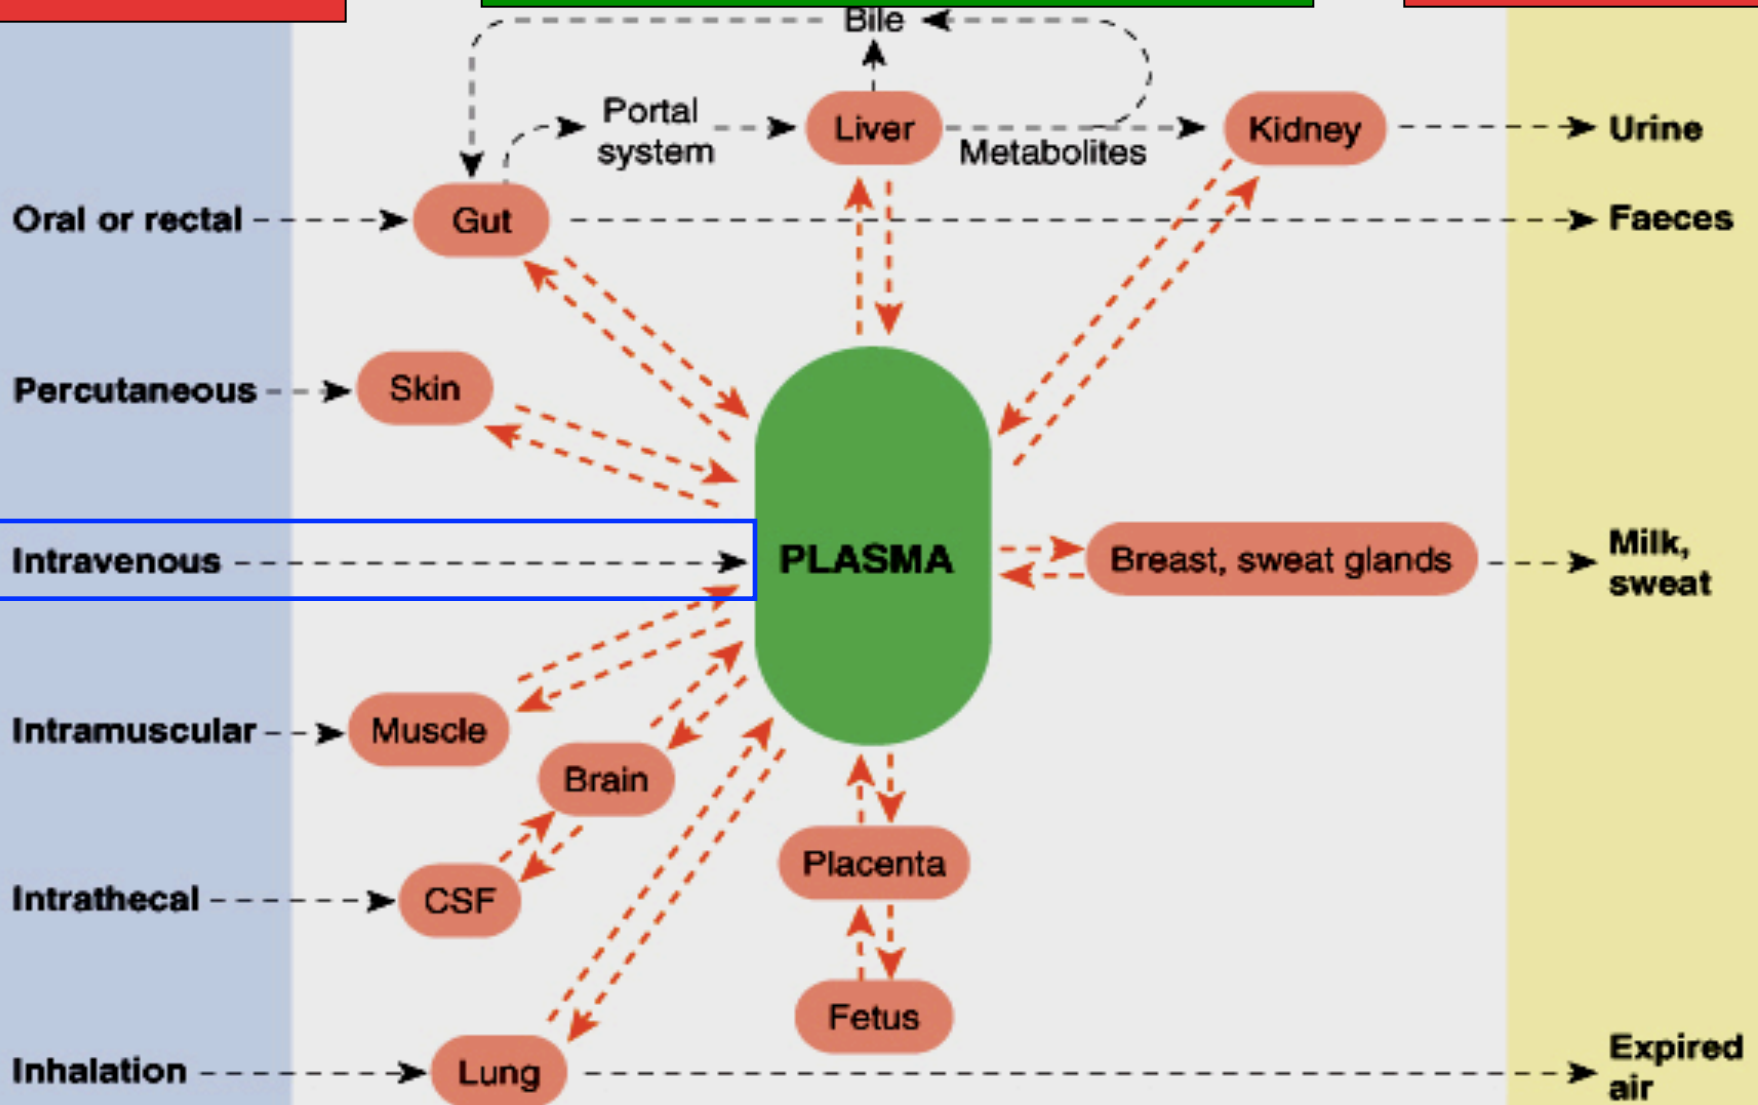 Bile
Portal
system
Liver
Metabolites
Kidney
Urine
Oral or rectal
Gut
Faeces
Percutaneous
Skin
Intravenous
PLASMA
Breast, sweat glands
Milk,
sweat
Intramuscular
Muscle
Brain
Intrathecal
CSF
Placenta
Fetus
Inhalation
Lung
Expired
air